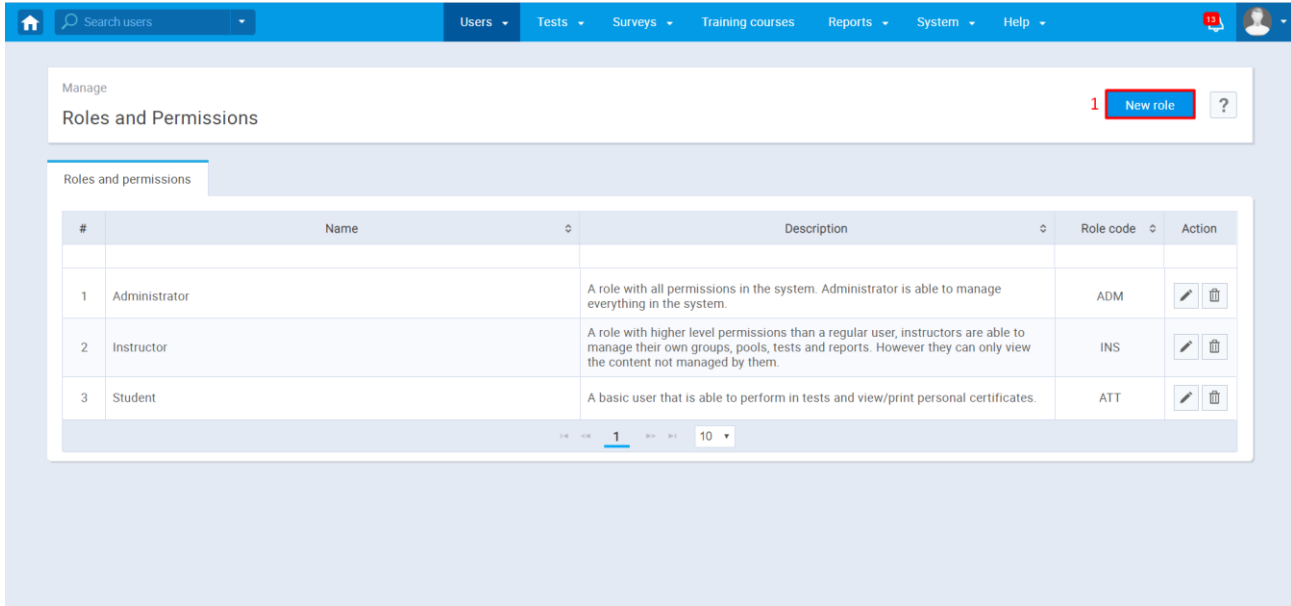 Search users
Users Tests Surveys Training courses Reports System Help 13
Manage
Roles and Permissions
1 New role ?
Roles and permissions
# Name Description Role code Action
1 Administrator A role with all permissions in the system. Administrator is able to manage
everything in the system. ADM
2 Instructor A role with higher level permissions than a regular user, instructors are able to
manage their own groups, pools, tests and reports. However they can only view
the content not managed by them. INS
3 Student A basic user that is able to perform in tests and view/print personal certificates. ATT
1 10